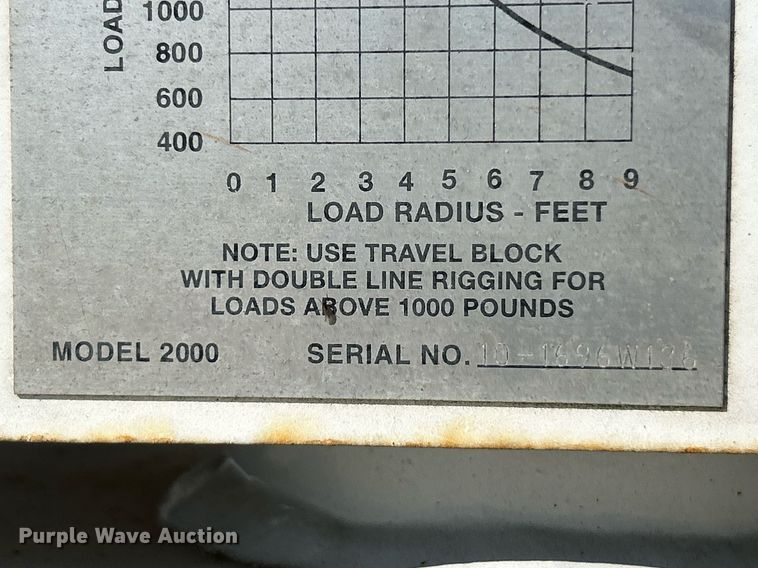 LOAD
1000
800
600
400
0 1 2 3 4 5 6 7 8 9
LOAD RADIUS - FEET
NOTE: USE TRAVEL BLOCK
WITH DOUBLE LINE RIGGING FOR
LOADS ABOVE 1000 POUNDS
MODEL 2000 SERIAL NO.
Purple Wave Auction